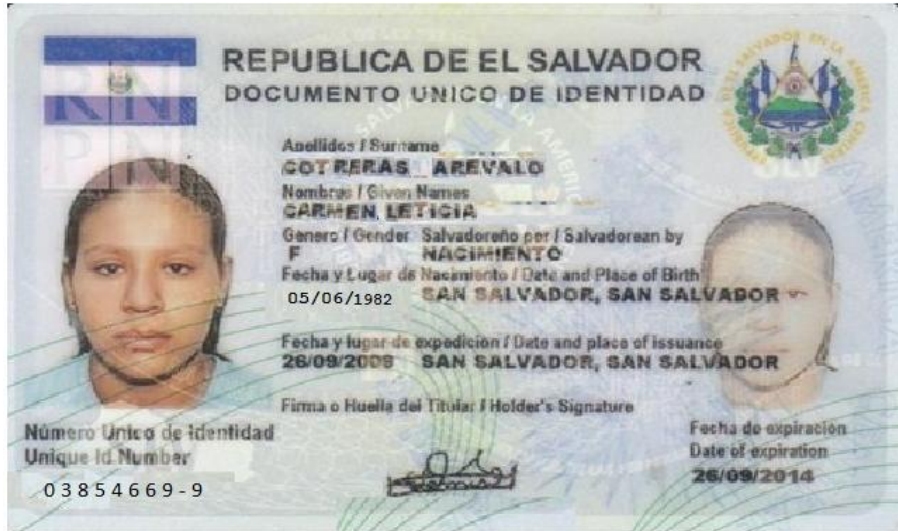 REPUBLICA DE EL SALVADOR
DOCUMENTO UNICO DE IDENTIDAD
Apellidos / Surname
COTRERAS AREVALO
Nombres / Given Names
CARMEN, LETICIA
Genero / Gender Salvadoreño por / Salvadorean by
F NACIMIENTO
Fecha y Lugar de Nacimiento / Date and Place of Birth
05/06/1982 SAN SALVADOR, SAN SALVADOR
Fecha y lugar de expedicion / Date and place of issuance
26/09/2008 SAN SALVADOR, SAN SALVADOR
Firma o Huella del Titular / Holder's Signature
Número Unico de Identidad
Unique Id Number
03854669-9
Fecha de expiración
Date of expiration
26/09/2014
RN
PN
SLV